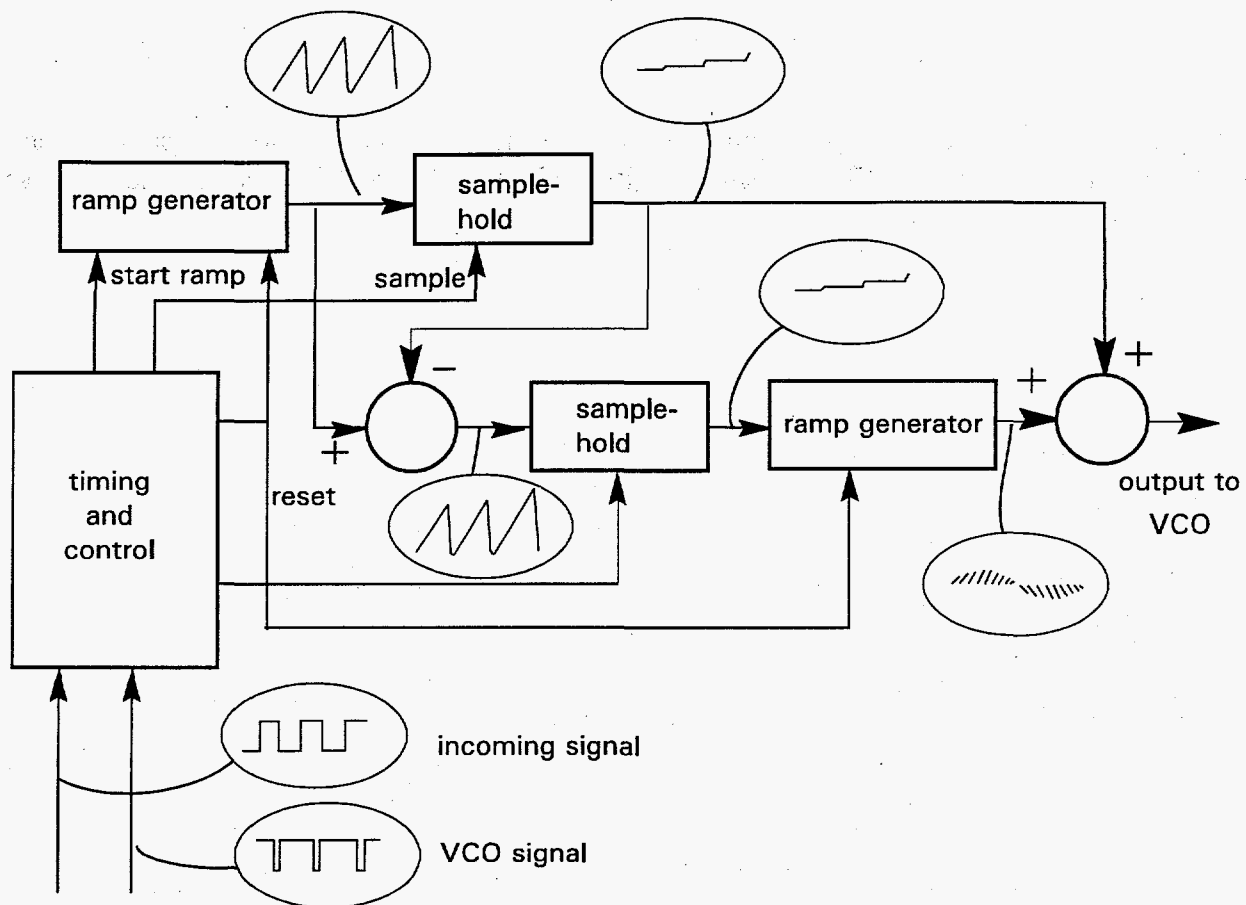 ramp generator
sample-
hold
start ramp
sample
−
+
+
+
sample-
hold
ramp generator
timing
and
control
reset
output to
VCO
incoming signal
VCO signal